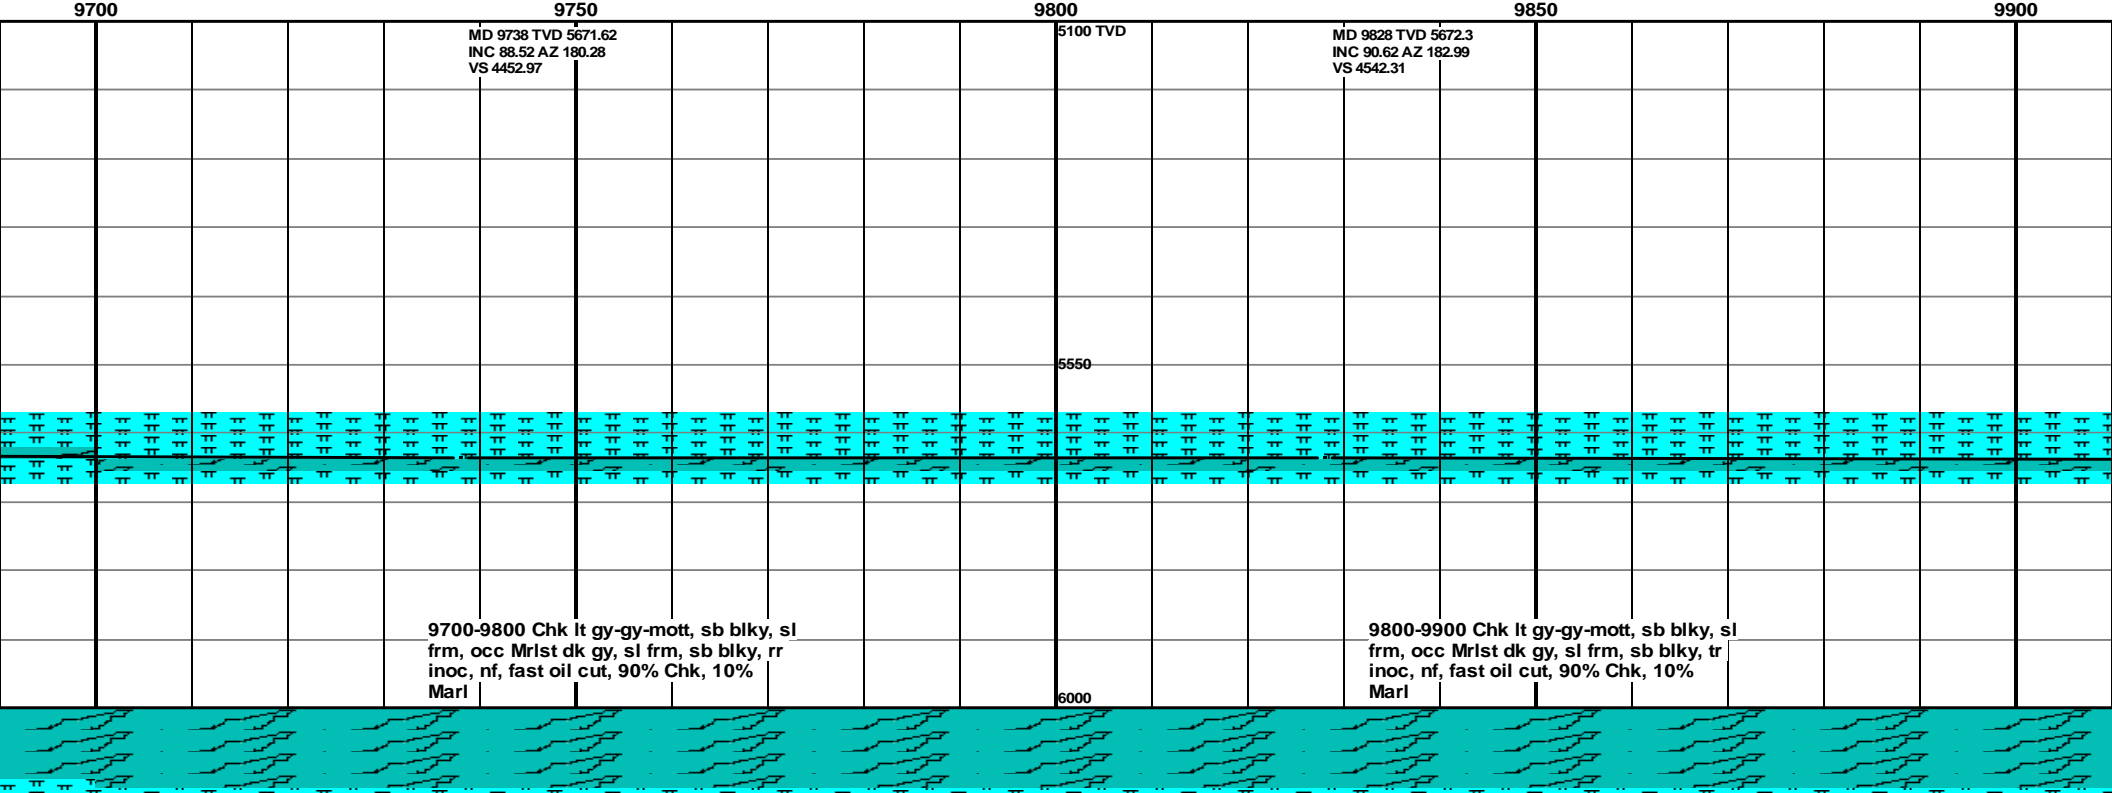 9700 9750 9800 9850 9900
MD 9738 TVD 5671.62
INC 88.52 AZ 180.28
VS 4452.97
5100 TVD
MD 9828 TVD 5672.3
INC 90.62 AZ 182.99
VS 4542.31
5550
9700-9800 Chk lt gy-gy-mott, sb blky, sl
frm, occ Mrlst dk gy, sl frm, sb blky, rr
inoc, nf, fast oil cut, 90% Chk, 10%
Marl
6000
9800-9900 Chk lt gy-gy-mott, sb blky, sl
frm, occ Mrlst dk gy, sl frm, sb blky, tr
inoc, nf, fast oil cut, 90% Chk, 10%
Marl